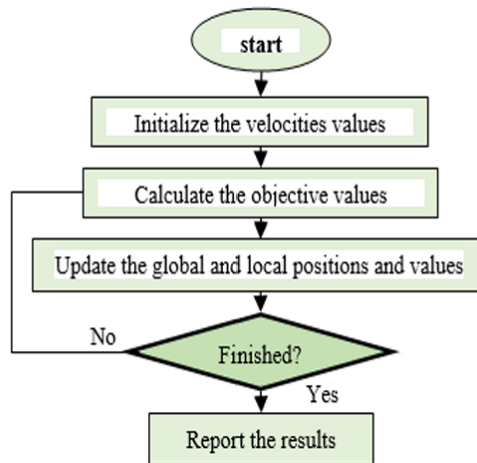 start
Initialize the velocities values
Calculate the objective values
Update the global and local positions and values
No
Finished?
Yes
Report the results